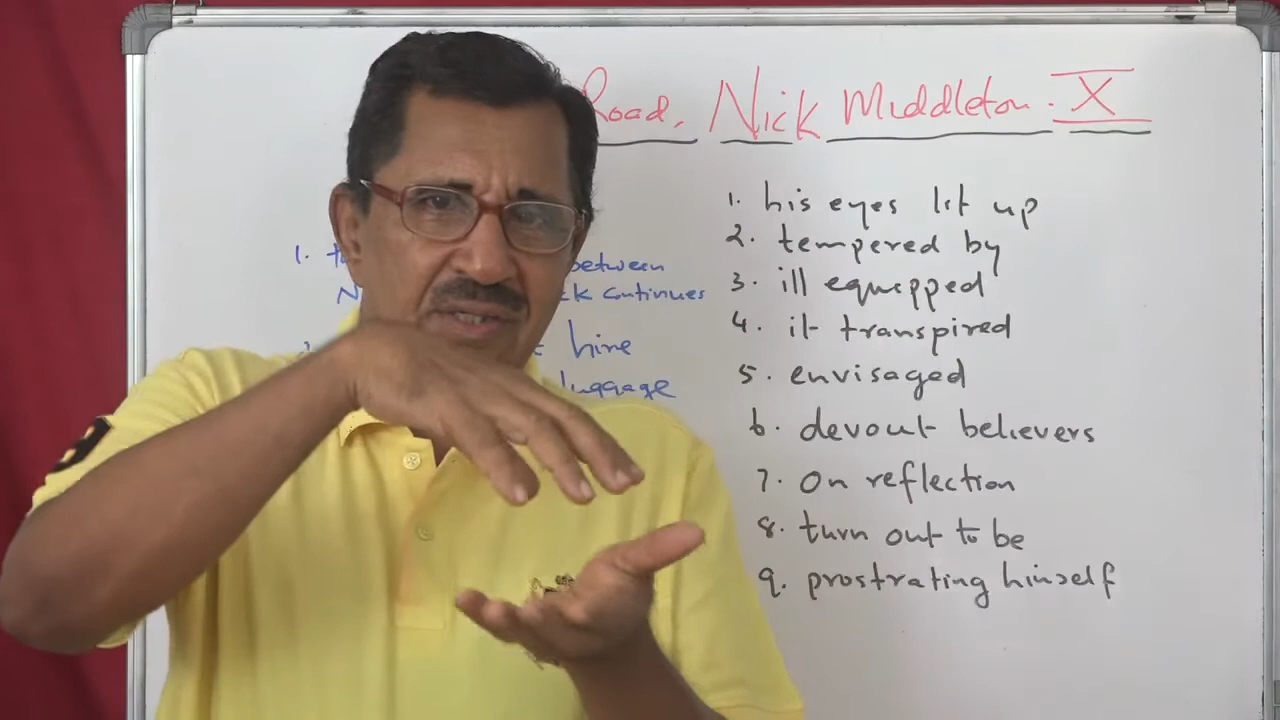 Road, Nick Middleton. X
1.
between
N
ck continues
hire
luggage
1. his eyes lit up
2. tempered by
3. ill equipped
4. it transpired
5. envisaged
6. devout believers
7. On reflection
8. turn out to be
9. prostrating himself